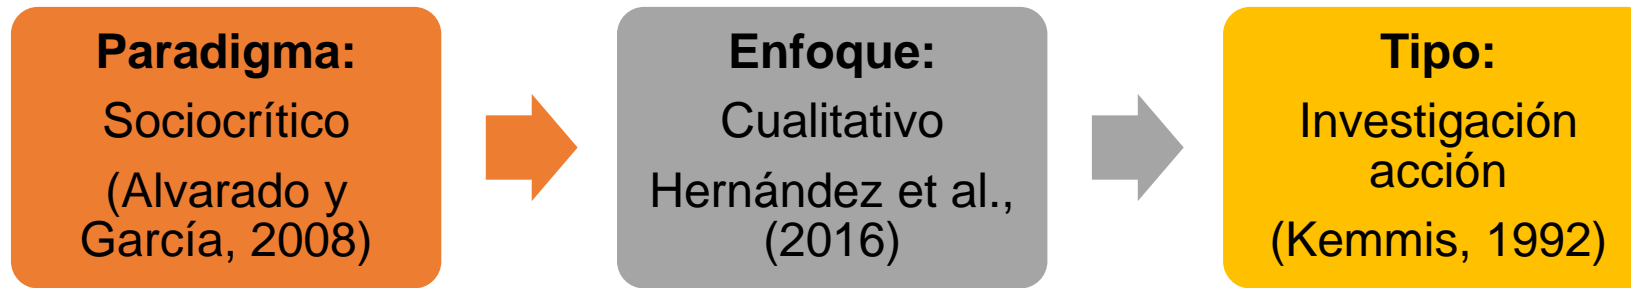 Paradigma:
Sociocrítico
(Alvarado y
García, 2008)
Enfoque:
Cualitativo
Hernández et al.,
(2016)
Tipo:
Investigación
acción
(Kemmis, 1992)